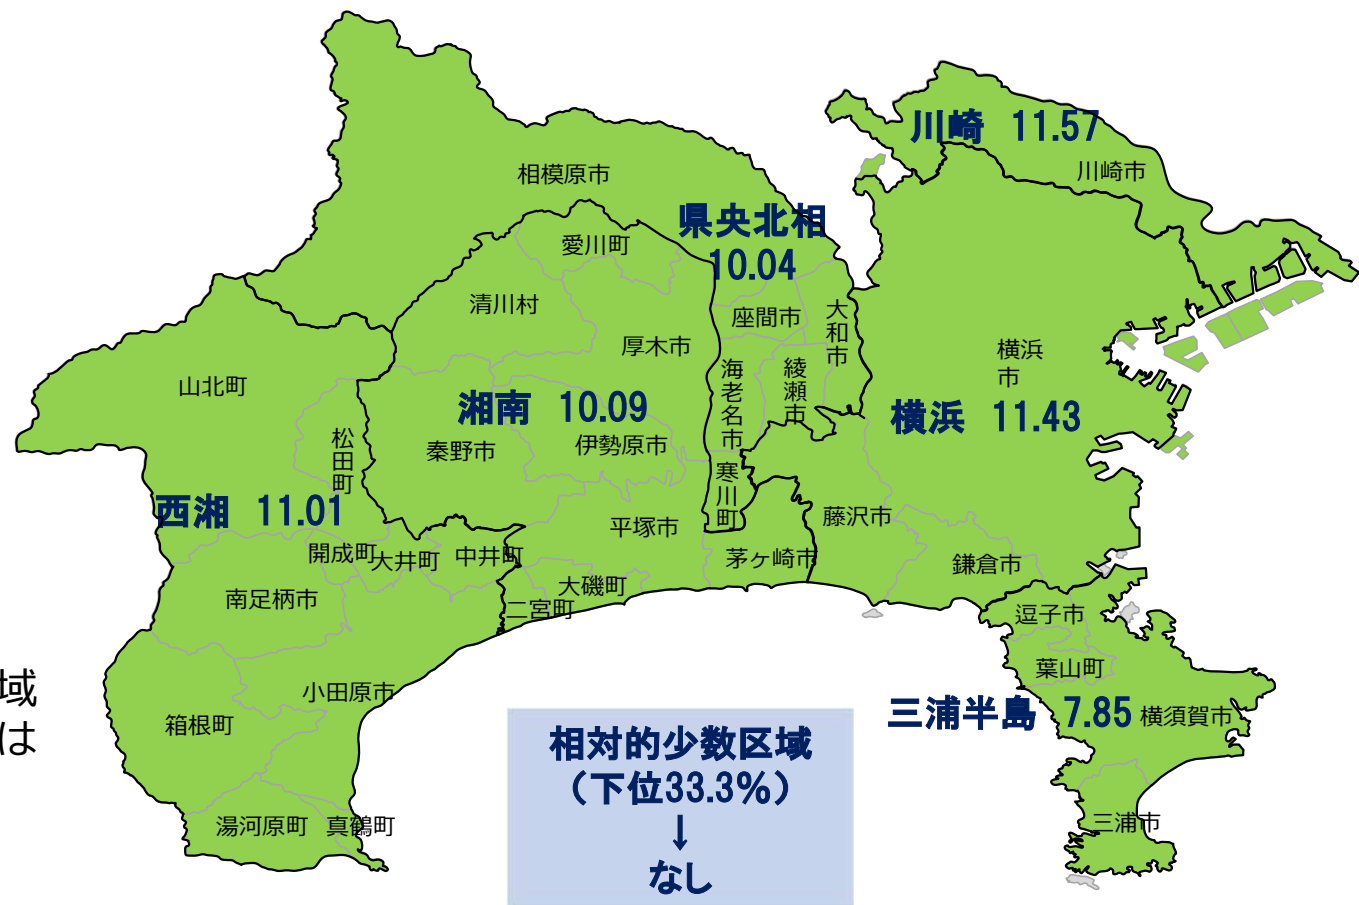 川崎　11.57
川崎市
相模原市
県央北相
10.04
愛川町
清川村
座間市
大和市
厚木市
横浜
市
海老名市
綾瀬市
山北町
湘南　10.09
横浜　11.43
松田町
秦野市
伊勢原市
寒川町
西湘　11.01
藤沢市
平塚市
開成町
大井町
中井町
茅ヶ崎市
鎌倉市
南足柄市
大磯町
二宮町
逗子市
葉山町
域
は
小田原市
箱根町
三浦半島　7.85
横須賀市
湯河原町
真鶴町
三浦市
相対的少数区域
（下位33.3%）
↓
なし